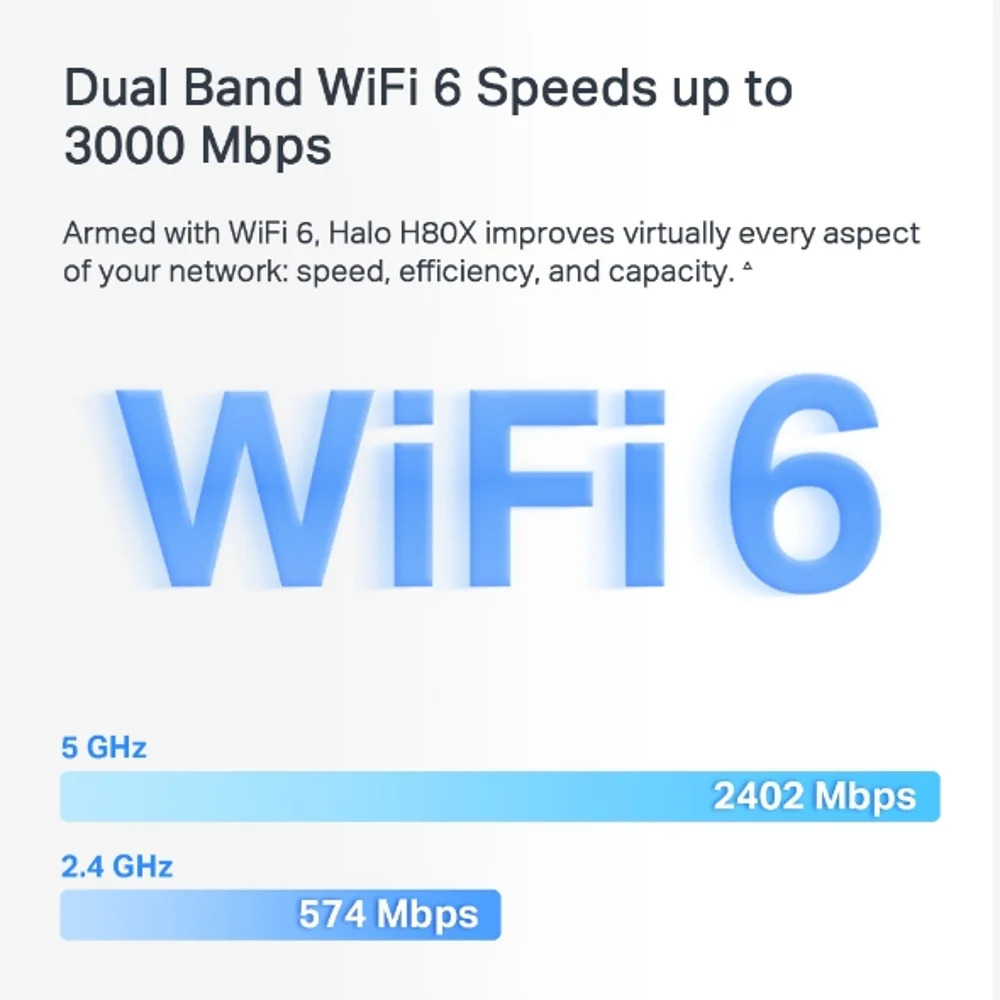 Dual Band WiFi 6 Speeds up to
3000 Mbps
Armed with WiFi 6, Halo H80X improves virtually every aspect
of your network: speed, efficiency, and capacity. ᐞ
WiFi 6
5 GHz
2402 Mbps
2.4 GHz
574 Mbps